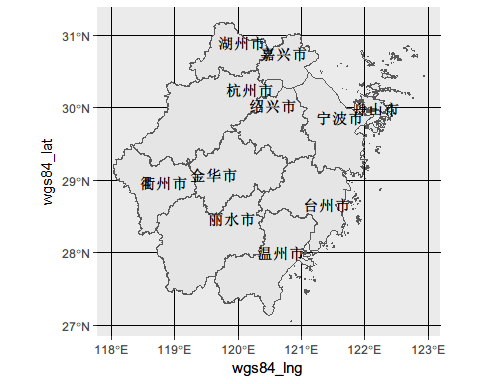 31°N
30°N
29°N
28°N
27°N
wgs84_lat
湖州市
嘉兴市
杭州市
绍兴市
宁波市
舟山市
衢州市
金华市
台州市
丽水市
温州市
118°E 119°E 120°E 121°E 122°E 123°E
wgs84_lng